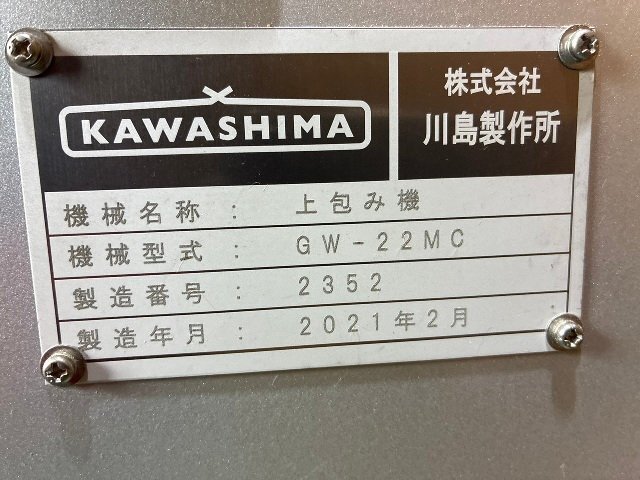 KAWASHIMA
株式会社
川島製作所
機械名称： 上包み機
機械型式： GW-22MC
製造番号： 2352
製造年月： 2021年2月